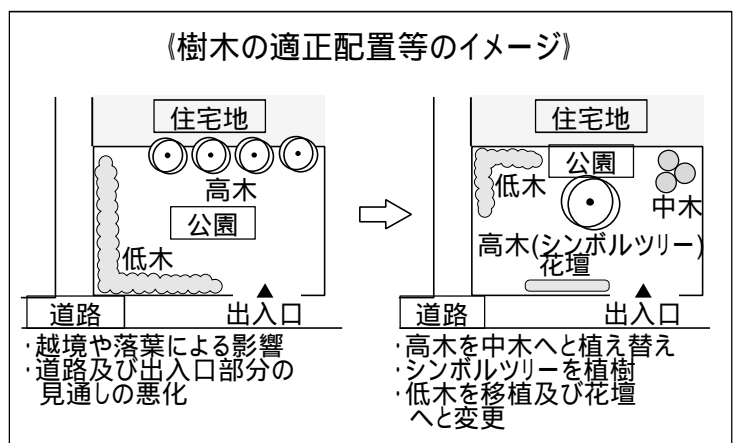 《樹木の適正配置等のイメージ》
住宅地
高木
公園
低木
道路
出入口
・越境や落葉による影響
・道路及び出入口部分の
見通しの悪化
住宅地
公園
低木
中木
高木(シンボルツリー)
花壇
道路
出入口
・高木を中木へと植え替え
・シンボルツリーを植樹
・低木を移植及び花壇
へと変更